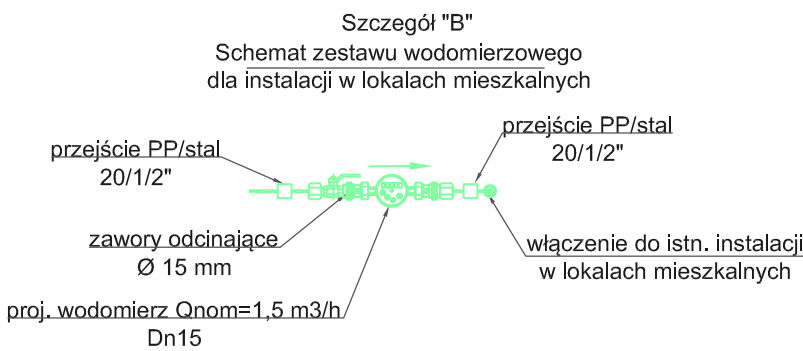 Szczegół "B"
Schemat zestawu wodomierzowego
dla instalacji w lokalach mieszkalnych
przejście PP/stal
20/1/2"
przejście PP/stal
20/1/2"
zawory odcinające
Ø 15 mm
włączenie do istn. instalacji
w lokalach mieszkalnych
proj. wodomierz Qnom=1,5 m3/h
Dn15